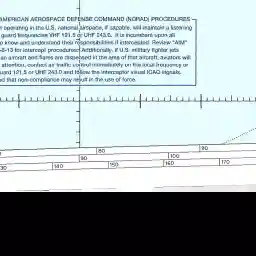 AMERICAN AEROSPACE DEFENSE COMMAND (NORAD) PROCEDURES
operating in the U.S. national airspace, if capable, will maintain a listening
guard frequencies VHF 121.5 or UHF 243.0. It is incumbent upon all
know and understand their responsibilities if intercepted. Review "AIM"
6-13 for intercept procedures. Additionally, if U.S. military fighter jets
an aircraft and flares are dispensed in the area of that aircraft, aviators will
attention, contact air traffic control immediately on the local frequency or
guard 121.5 or UHF 243.0 and follow the interceptor visual ICAO signals.
d that non-compliance may result in the use of force.
80 90
90 100
130 140 150 160 170